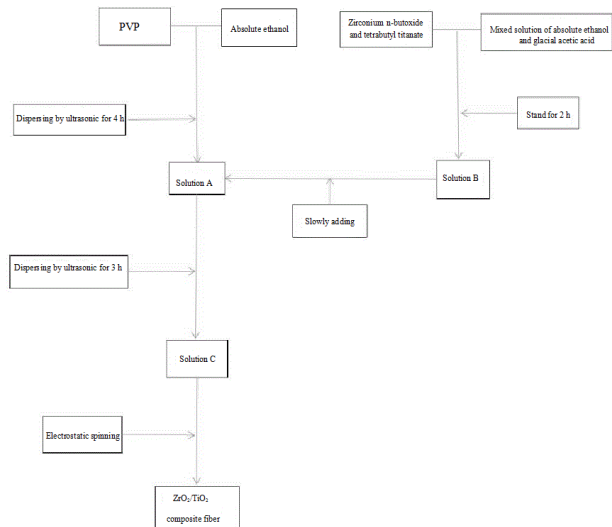 PVP
Absolute ethanol
Zirconium n-butoxide
and tetrabutyl titanate
Mixed solution of absolute ethanol
and glacial acetic acid
Dispersing by ultrasonic for 4 h
Stand for 2 h
Solution A
Solution B
Slowly adding
Dispersing by ultrasonic for 3 h
Solution C
Electrostatic spinning
ZrO₂/TiO₂
composite fiber